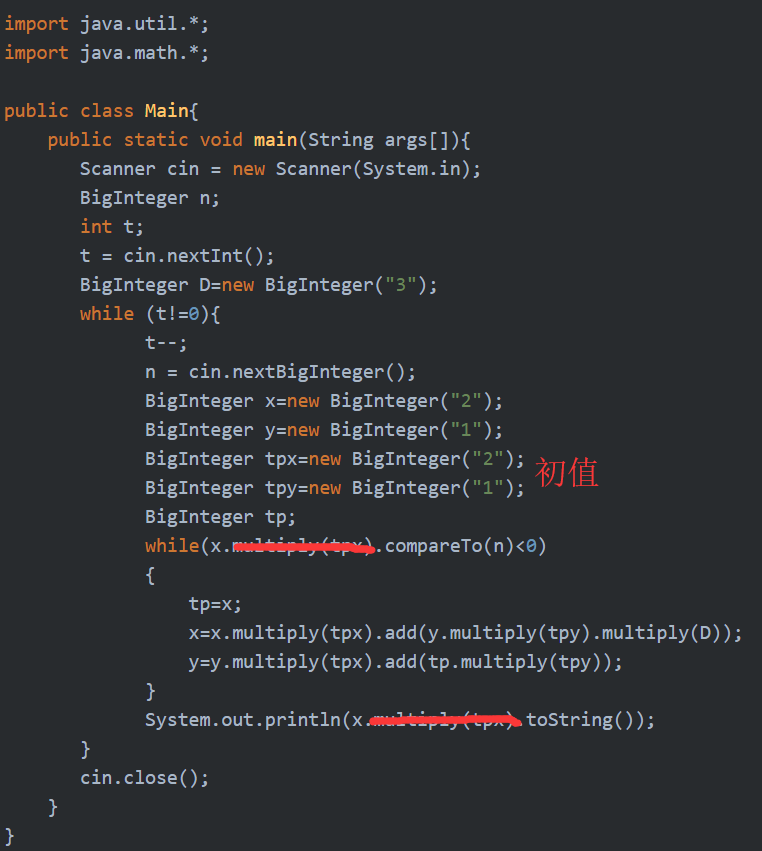 import java.util.*;
import java.math.*;
public class Main{
public static void main(String args[]){
Scanner cin = new Scanner(System.in);
BigInteger n;
int t;
t = cin.nextInt();
BigInteger D=new BigInteger("3");
while (t!=0){
t--;
n = cin.nextBigInteger();
BigInteger x=new BigInteger("2");
BigInteger y=new BigInteger("1");
BigInteger tpx=new BigInteger("2");
初值
BigInteger tpy=new BigInteger("1");
BigInteger tp;
while(x.multiply(tpx).compareTo(n)<0)
{
tp=x;
x=x.multiply(tpx).add(y.multiply(tpy).multiply(D));
y=y.multiply(tpx).add(tp.multiply(tpy));
}
System.out.println(x.multiply(tpx).toString());
}
cin.close();
}
}